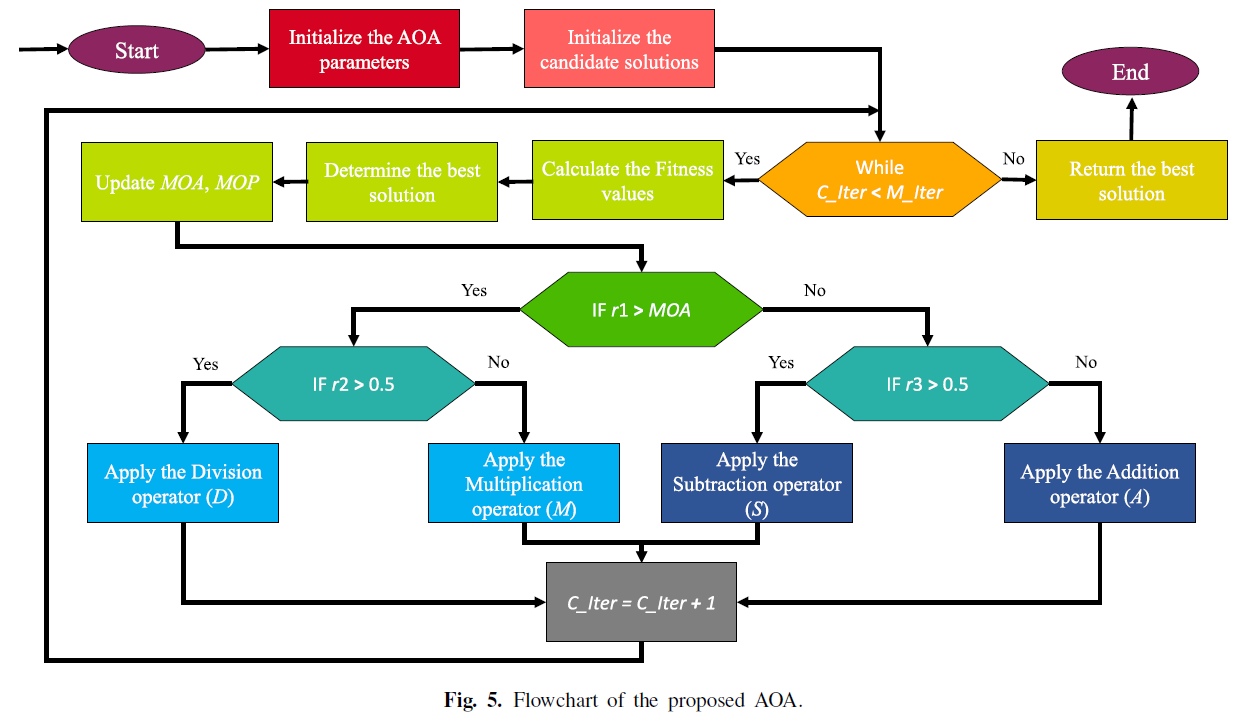 Start
Initialize the AOA
parameters
Initialize the
candidate solutions
End
Update MOA, MOP
Determine the best
solution
Calculate the Fitness
values
Yes
While
C_Iter < M_Iter
No
Return the best
solution
Yes
IF r1 > MOA
No
Yes
IF r2 > 0.5
No
Yes
IF r3 > 0.5
No
Apply the Division
operator (D)
Apply the
Multiplication
operator (M)
Apply the
Subtraction operator
(S)
Apply the Addition
operator (A)
C_Iter = C_Iter + 1
Fig. 5. Flowchart of the proposed AOA.